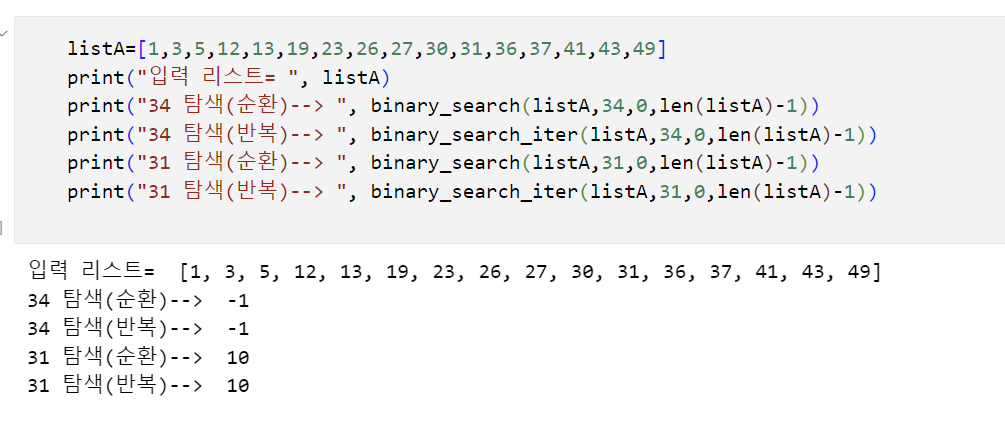 listA=[1,3,5,12,13,19,23,26,27,30,31,36,37,41,43,49]
print("입력 리스트= ", listA)
print("34 탐색(순환)--> ", binary_search(listA,34,0,len(listA)-1))
print("34 탐색(반복)--> ", binary_search_iter(listA,34,0,len(listA)-1))
print("31 탐색(순환)--> ", binary_search(listA,31,0,len(listA)-1))
print("31 탐색(반복)--> ", binary_search_iter(listA,31,0,len(listA)-1))
입력 리스트=  [1, 3, 5, 12, 13, 19, 23, 26, 27, 30, 31, 36, 37, 41, 43, 49]
34 탐색(순환)-->  -1
34 탐색(반복)-->  -1
31 탐색(순환)-->  10
31 탐색(반복)-->  10